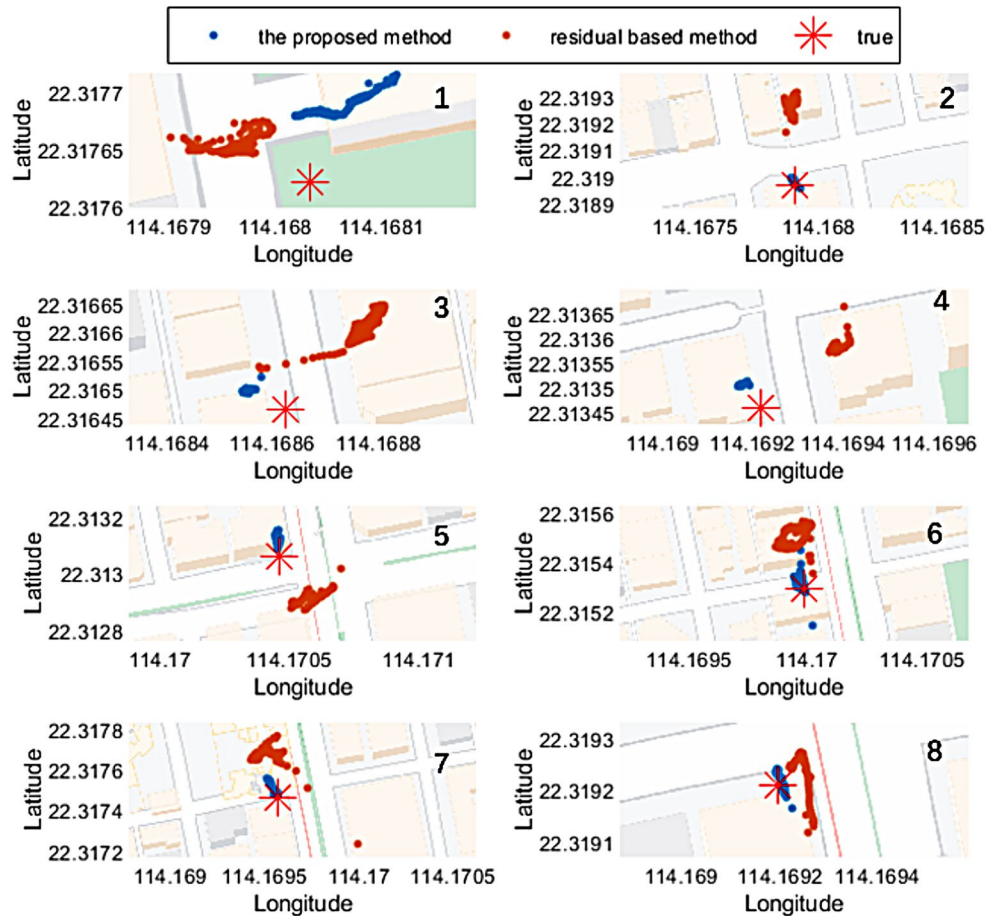 the proposed method residual based method true
22.3177
22.31765
22.3176
Latitude
1
114.1679 114.168 114.1681
Longitude
22.3193
22.3192
22.3191
22.319
22.3189
Latitude
2
114.1675 114.168 114.1685
Longitude
22.31665
22.3166
22.31655
22.3165
22.31645
Latitude
3
114.1684 114.1686 114.1688
Longitude
22.31365
22.3136
22.31355
22.3135
22.31345
Latitude
4
114.169 114.1692 114.1694 114.1696
Longitude
22.3132
22.313
22.3128
Latitude
5
114.17 114.1705 114.171
Longitude
22.3156
22.3154
22.3152
Latitude
6
114.1695 114.17 114.1705
Longitude
22.3178
22.3176
22.3174
22.3172
Latitude
7
114.169 114.1695 114.17 114.1705
Longitude
22.3193
22.3192
22.3191
Latitude
8
114.169 114.1692 114.1694
Longitude